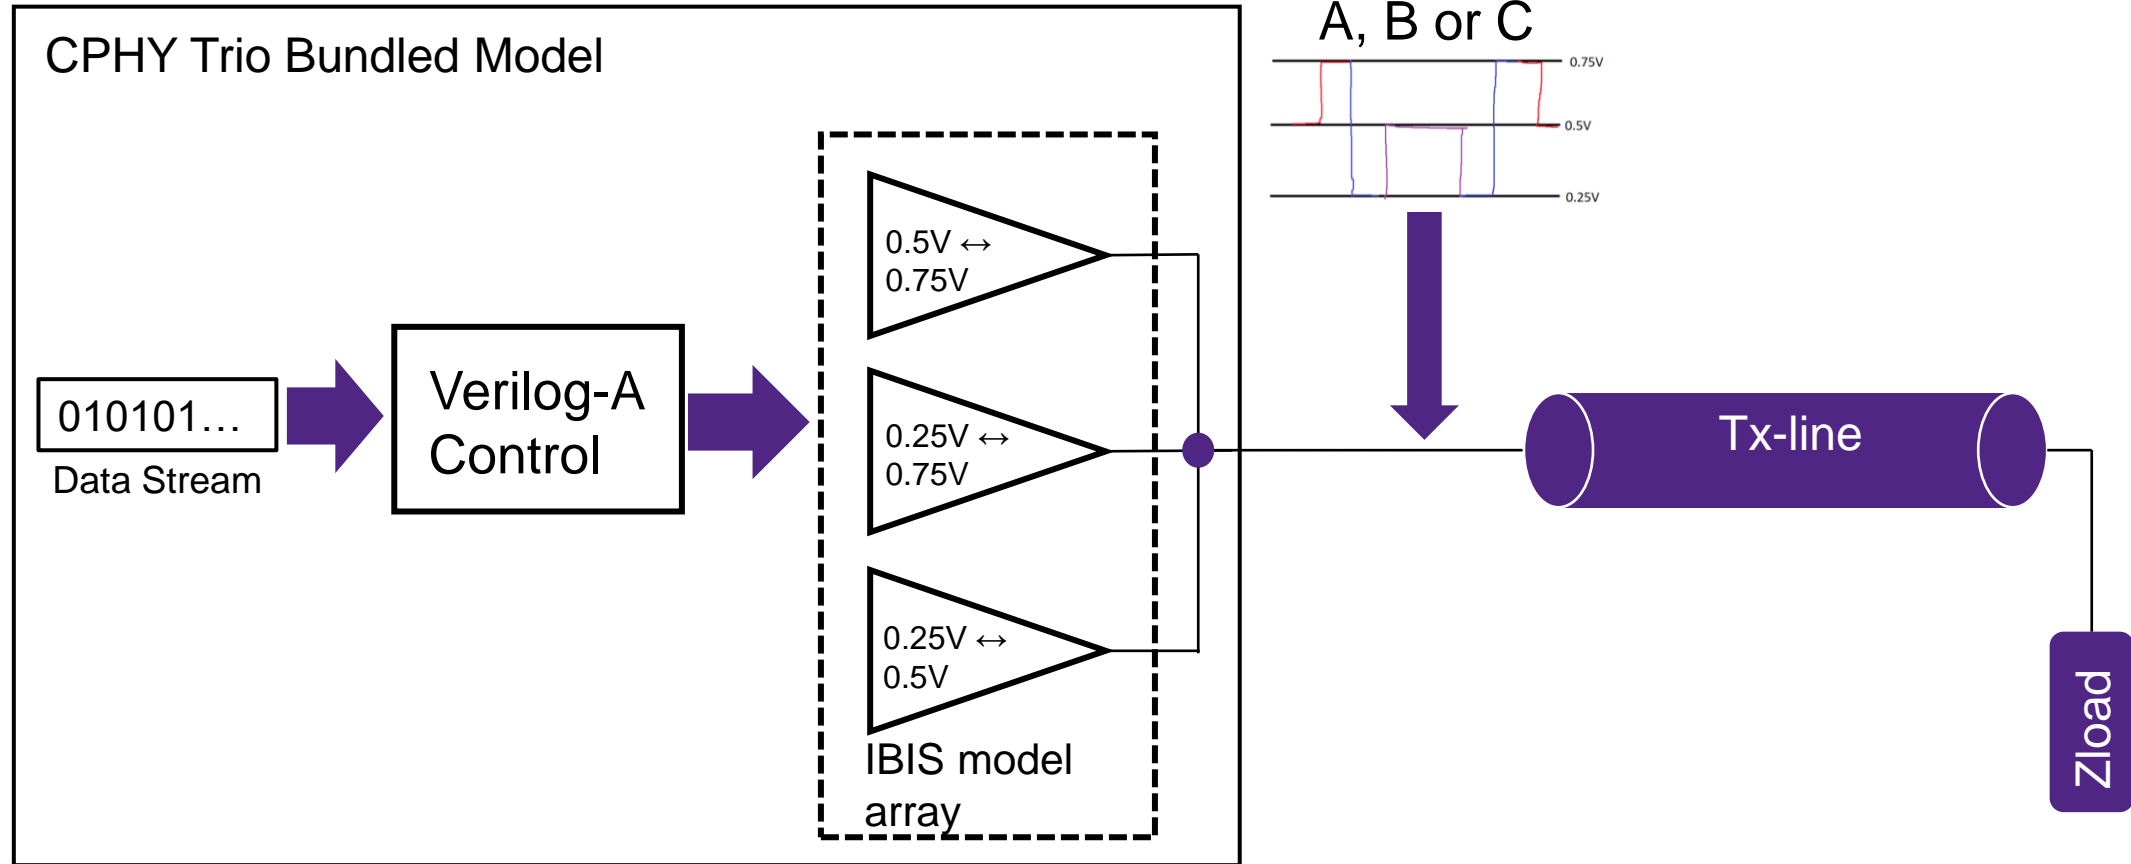 CPHY Trio Bundled Model
A, B or C
0.75V
0.5V
0.25V
0.5V ↔
0.75V
0.25V ↔
0.75V
0.25V ↔
0.5V
IBIS model
array
010101...
Data Stream
Verilog-A
Control
Tx-line
Zload